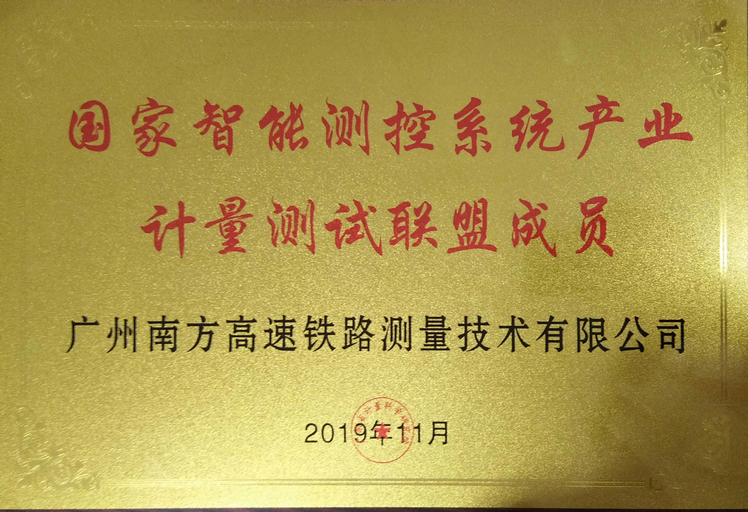 国家智能测控系统产业
计量测试联盟成员
广州南方高速铁路测量技术有限公司
2019年11月